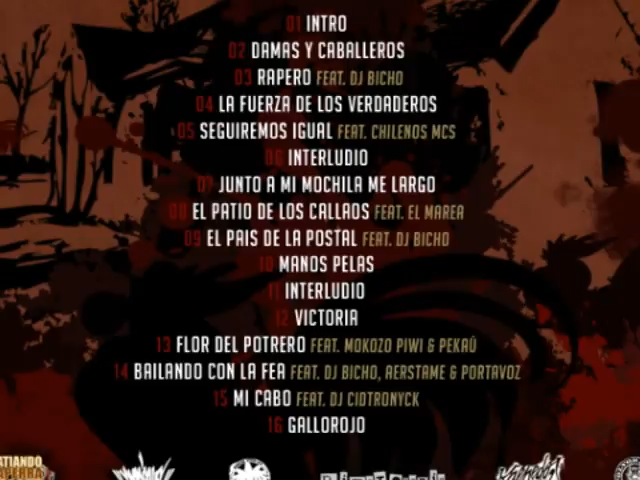 01 INTRO
02 DAMAS Y CABALLEROS
03 RAPERO FEAT. DJ BICHO
04 LA FUERZA DE LOS VERDADEROS
05 SEGUIREMOS IGUAL FEAT. CHILENOS MCS
06 INTERLUDIO
07 JUNTO A MI MOCHILA ME LARGO
08 EL PATIO DE LOS CALLAOS FEAT. EL MAREA
09 EL PAIS DE LA POSTAL FEAT. DJ BICHO
10 MANOS PELAS
11 INTERLUDIO
12 VICTORIA
13 FLOR DEL POTRERO FEAT. MOKOZO PIWI & PEKAÚ
14 BAILANDO CON LA FEA FEAT. DJ BICHO, AERSTAME & PORTAVOZ
15 MI CABO FEAT. DJ CIDTRONYCK
16 GALLOROJO